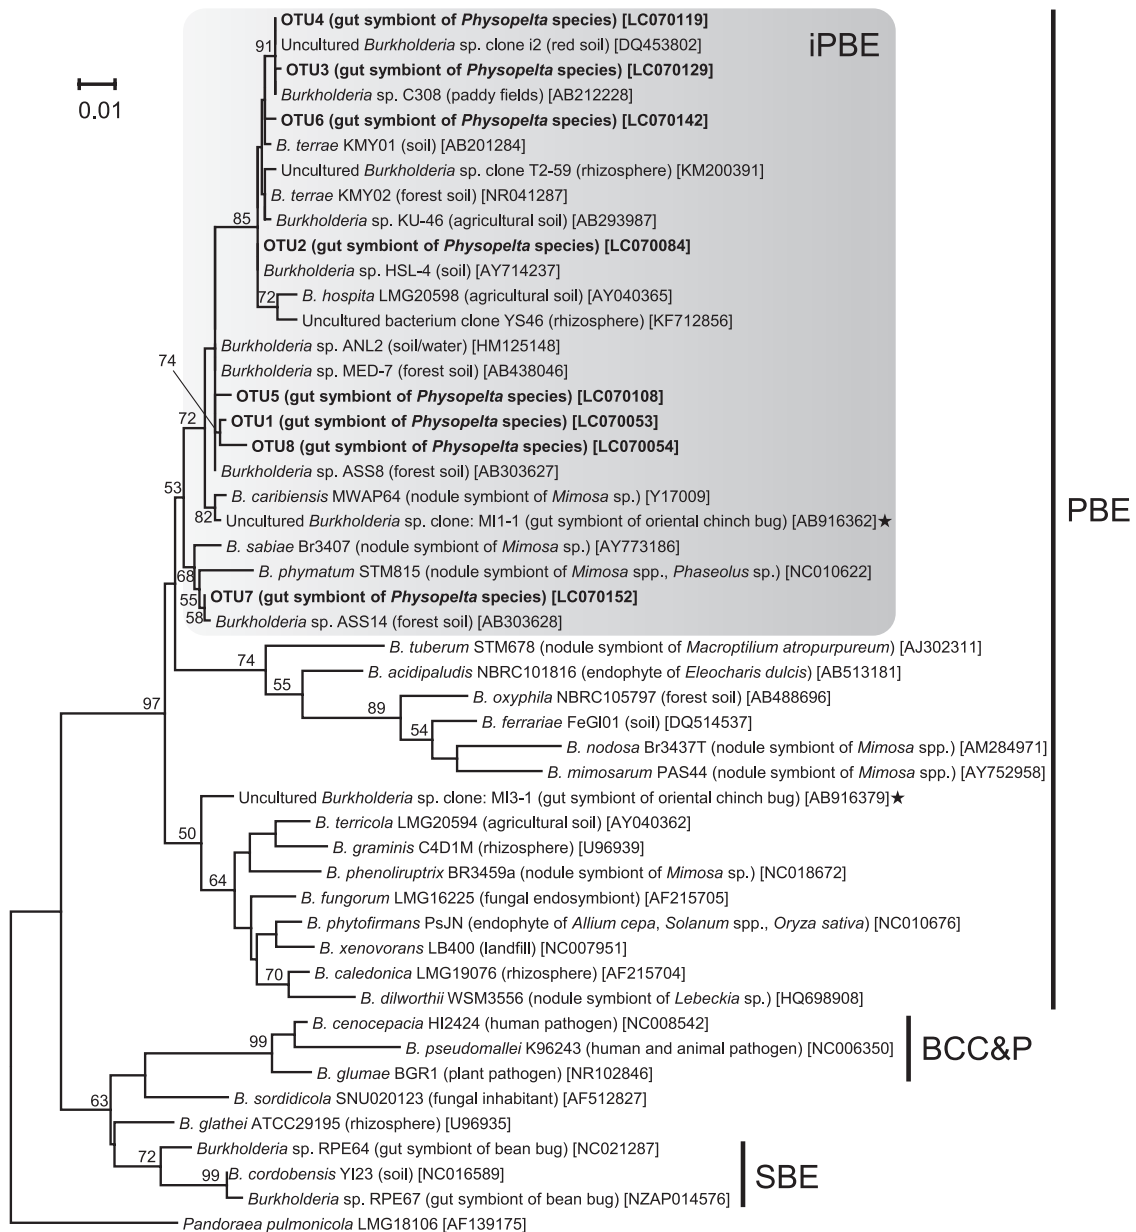 OTU4 (gut symbiont of Physopelta species) [LC070119]
91
Uncultured Burkholderia sp. clone i2 (red soil) [DQ453802]
iPBE
OTU3 (gut symbiont of Physopelta species) [LC070129]
0.01
Burkholderia sp. C308 (paddy fields) [AB212228]
OTU6 (gut symbiont of Physopelta species) [LC070142]
B. terrae KMY01 (soil) [AB201284]
Uncultured Burkholderia sp. clone T2-59 (rhizosphere) [KM200391]
B. terrae KMY02 (forest soil) [NR041287]
85
Burkholderia sp. KU-46 (agricultural soil) [AB293987]
OTU2 (gut symbiont of Physopelta species) [LC070084]
Burkholderia sp. HSL-4 (soil) [AY714237]
72
B. hospita LMG20598 (agricultural soil) [AY040365]
Uncultured bacterium clone YS46 (rhizosphere) [KF712856]
Burkholderia sp. ANL2 (soil/water) [HM125148]
74
Burkholderia sp. MED-7 (forest soil) [AB438046]
OTU5 (gut symbiont of Physopelta species) [LC070108]
72
OTU1 (gut symbiont of Physopelta species) [LC070053]
OTU8 (gut symbiont of Physopelta species) [LC070054]
Burkholderia sp. ASS8 (forest soil) [AB303627]
53
B. caribiensis MWAP64 (nodule symbiont of Mimosa sp.) [Y17009]
PBE
82
Uncultured Burkholderia sp. clone: MI1-1 (gut symbiont of oriental chinch bug) [AB916362]★
B. sabiae Br3407 (nodule symbiont of Mimosa sp.) [AY773186]
68
B. phymatum STM815 (nodule symbiont of Mimosa spp., Phaseolus sp.) [NC010622]
55
OTU7 (gut symbiont of Physopelta species) [LC070152]
58
Burkholderia sp. ASS14 (forest soil) [AB303628]
B. tuberum STM678 (nodule symbiont of Macroptilium atropurpureum) [AJ302311]
74
B. acidipaludis NBRC101816 (endophyte of Eleocharis dulcis) [AB513181]
55
B. oxyphila NBRC105797 (forest soil) [AB488696]
97
89
B. ferrariae FeGI01 (soil) [DQ514537]
54
B. nodosa Br3437T (nodule symbiont of Mimosa spp.) [AM284971]
B. mimosarum PAS44 (nodule symbiont of Mimosa spp.) [AY752958]
Uncultured Burkholderia sp. clone: MI3-1 (gut symbiont of oriental chinch bug) [AB916379]★
B. terricola LMG20594 (agricultural soil) [AY040362]
50
B. graminis C4D1M (rhizosphere) [U96939]
B. phenoliruptrix BR3459a (nodule symbiont of Mimosa sp.) [NC018672]
64
B. fungorum LMG16225 (fungal endosymbiont) [AF215705]
B. phytofirmans PsJN (endophyte of Allium cepa, Solanum spp., Oryza sativa) [NC010676]
B. xenovorans LB400 (landfill) [NC007951]
70
B. caledonica LMG19076 (rhizosphere) [AF215704]
B. dilworthii WSM3556 (nodule symbiont of Lebeckia sp.) [HQ698908]
B. cenocepacia HI2424 (human pathogen) [NC008542]
99
B. pseudomallei K96243 (human and animal pathogen) [NC006350]
BCC&P
B. glumae BGR1 (plant pathogen) [NR102846]
63
B. sordidicola SNU020123 (fungal inhabitant) [AF512827]
B. glathei ATCC29195 (rhizosphere) [U96935]
Burkholderia sp. RPE64 (gut symbiont of bean bug) [NC021287]
72
B. cordobensis YI23 (soil) [NC016589]
SBE
99
Burkholderia sp. RPE67 (gut symbiont of bean bug) [NZAP014576]
Pandoraea pulmonicola LMG18106 [AF139175]